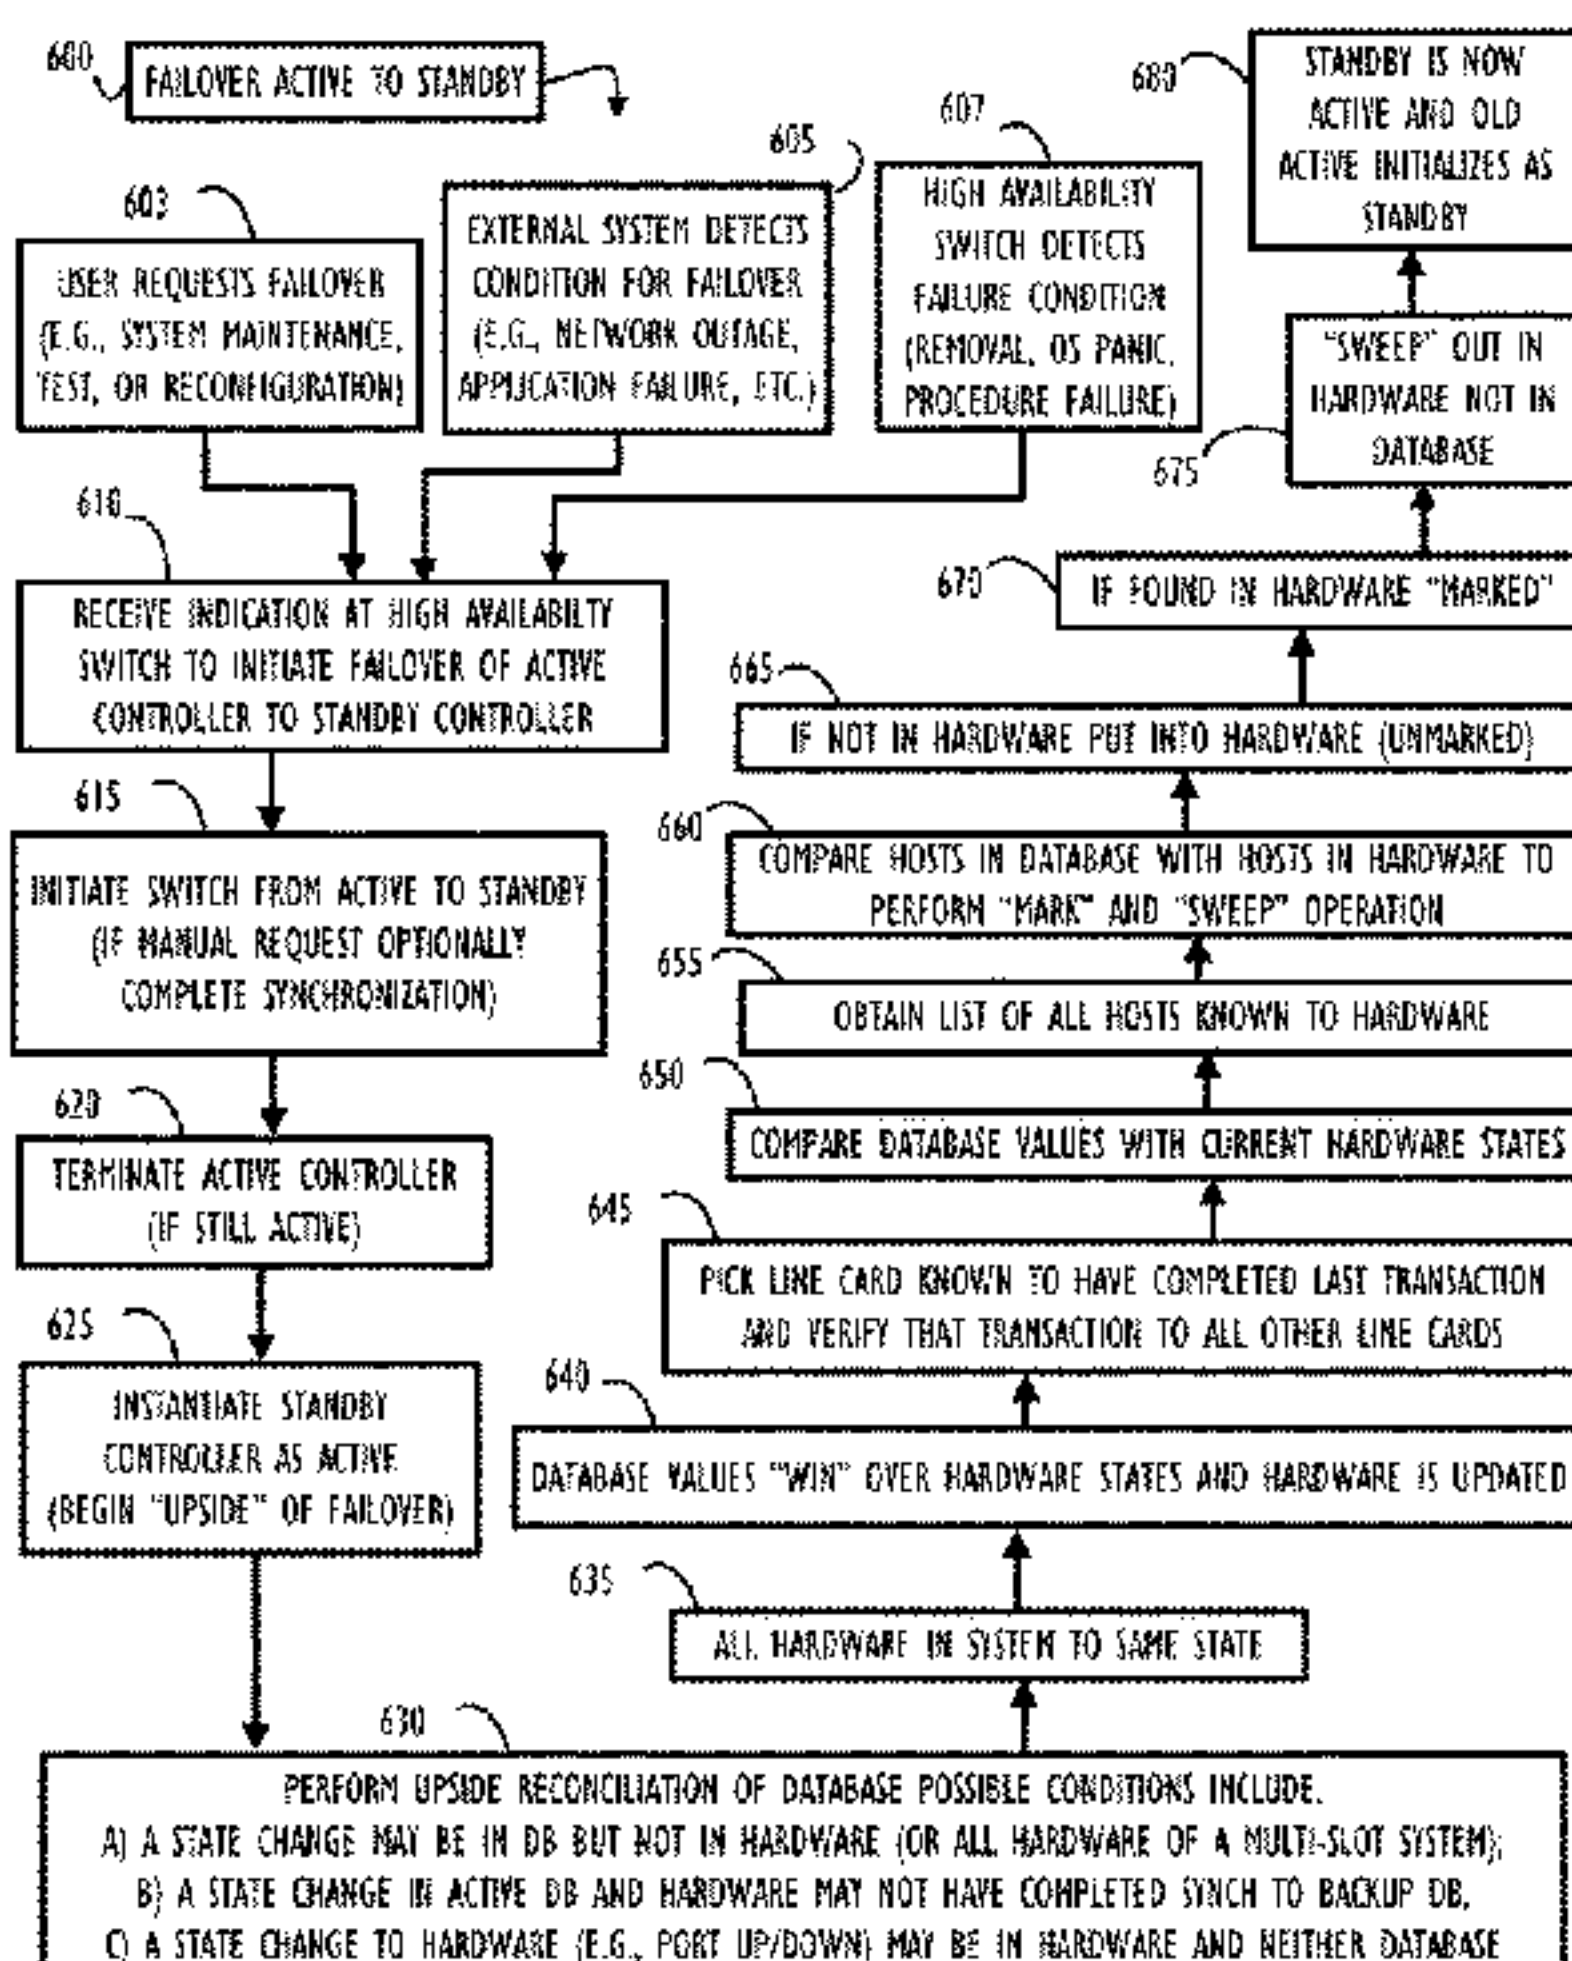 600
FAILOVER ACTIVE TO STANDBY
603
USER REQUESTS FAILOVER
(E.G., SYSTEM MAINTENANCE,
TEST, OR RECONFIGURATION)
605
EXTERNAL SYSTEM DETECTS
CONDITION FOR FAILOVER
(E.G., NETWORK OUTAGE,
APPLICATION FAILURE, ETC.)
607
HIGH AVAILABILITY
SWITCH DETECTS
FAILURE CONDITION
(REMOVAL, OS PANIC,
PROCEDURE FAILURE)
610
RECEIVE INDICATION AT HIGH AVAILABILTY
SWITCH TO INITIATE FAILOVER OF ACTIVE
CONTROLLER TO STANDBY CONTROLLER
615
INITIATE SWITCH FROM ACTIVE TO STANDBY
(IF MANUAL REQUEST OPTIONALLY
COMPLETE SYNCHRONIZATION)
620
TERMINATE ACTIVE CONTROLLER
(IF STILL ACTIVE)
625
INSTANTIATE STANDBY
CONTROLLER AS ACTIVE
(BEGIN "UPSIDE" OF FAILOVER)
630
PERFORM UPSIDE RECONCILIATION OF DATABASE POSSIBLE CONDITIONS INCLUDE.
A) A STATE CHANGE MAY BE IN DB BUT NOT IN HARDWARE (OR ALL HARDWARE OF A MULTI-SLOT SYSTEM);
B) A STATE CHANGE IN ACTIVE DB AND HARDWARE MAY NOT HAVE COMPLETED SYNCH TO BACKUP DB,
C) A STATE CHANGE TO HARDWARE (E.G., PORT UP/DOWN) MAY BE IN HARDWARE AND NEITHER DATABASE
635
ALL HARDWARE IN SYSTEM TO SAME STATE
640
DATABASE VALUES "WIN" OVER HARDWARE STATES AND HARDWARE IS UPDATED
645
PICK LINE CARD KNOWN TO HAVE COMPLETED LAST TRANSACTION
AND VERIFY THAT TRANSACTION TO ALL OTHER LINE CARDS
650
COMPARE DATABASE VALUES WITH CURRENT HARDWARE STATES
655
OBTAIN LIST OF ALL HOSTS KNOWN TO HARDWARE
660
COMPARE HOSTS IN DATABASE WITH HOSTS IN HARDWARE TO
PERFORM "MARK" AND "SWEEP" OPERATION
665
IF NOT IN HARDWARE PUT INTO HARDWARE (UNMARKED)
670
IF FOUND IN HARDWARE "MARKED"
675
"SWEEP" OUT IN
HARDWARE NOT IN
DATABASE
680
STANDBY IS NOW
ACTIVE AND OLD
ACTIVE INITIALIZES AS
STANDBY